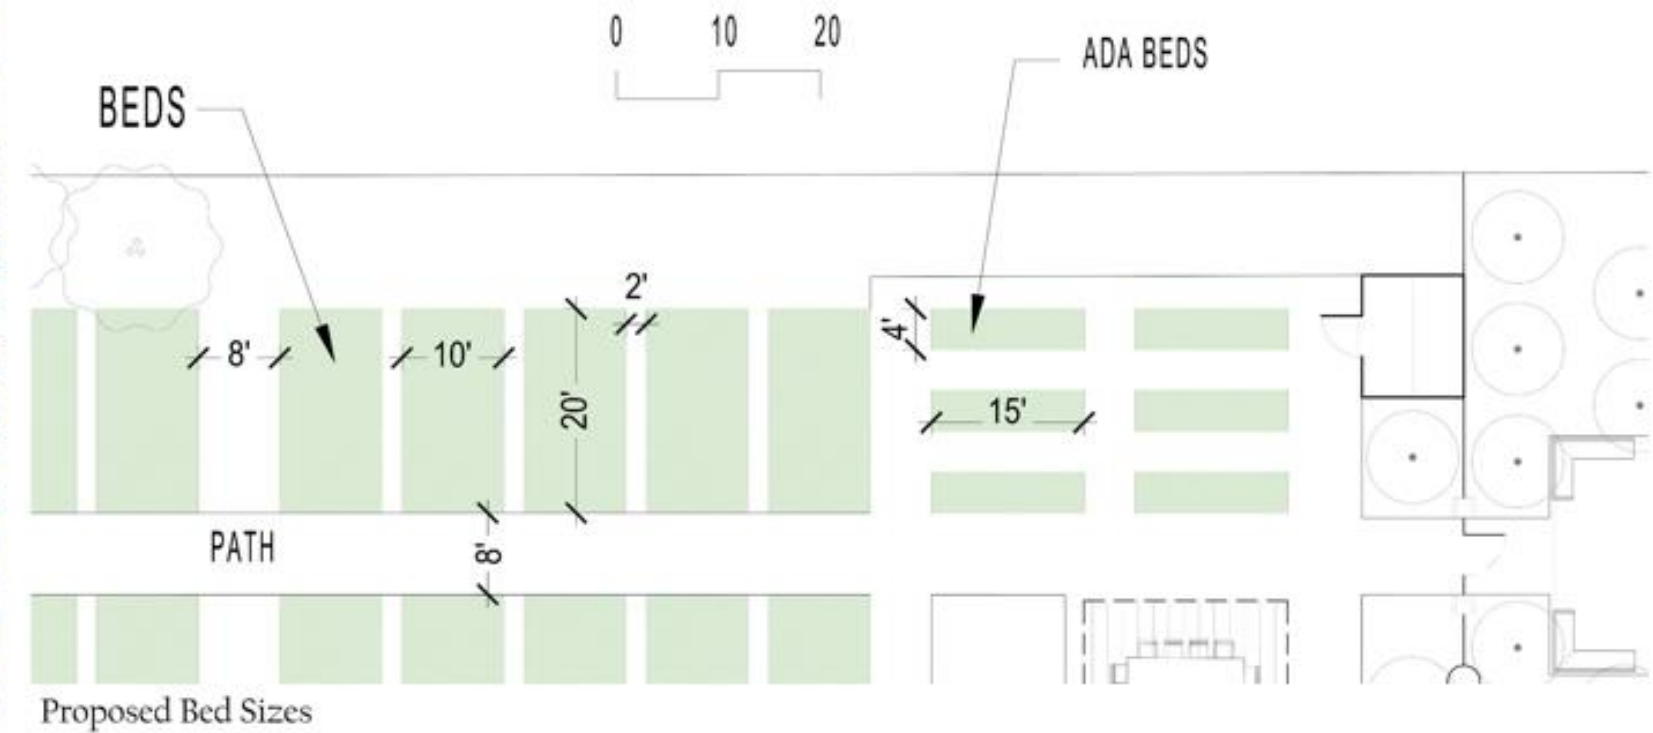 0 10 20
ADA BEDS
BEDS
2'
4'
8'
10'
20'
15'
PATH
8'
Proposed Bed Sizes